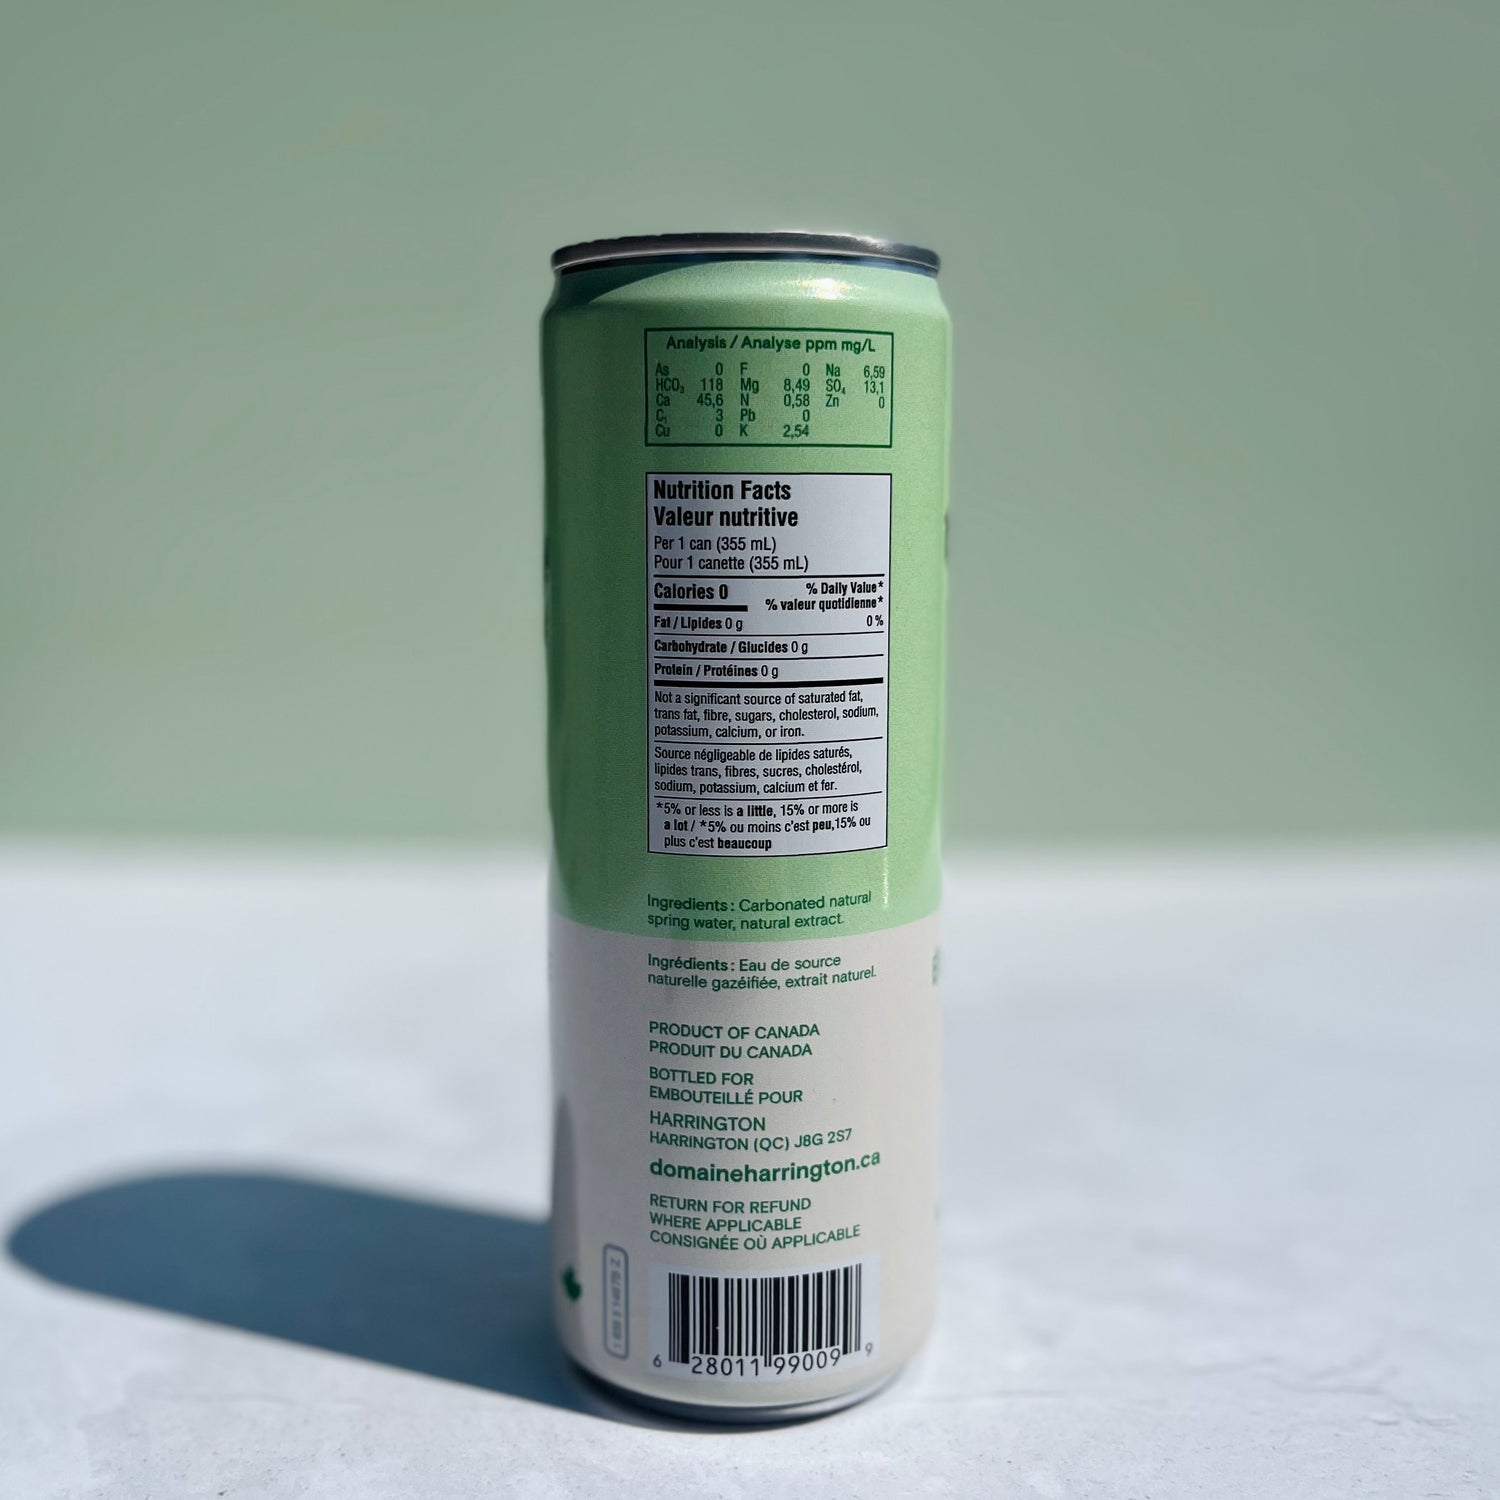 Analysis / Analyse ppm mg/L
As 0 F 0 Na 6,59
HCO₃ 118 Mg 8,49 SO₄ 13,1
Ca 45,6 N 0,58 Zn 0
C 3 Pb 0
Cu 0 K 2,54
Nutrition Facts
Valeur nutritive
Per 1 can (355 mL)
Pour 1 canette (355 mL)
Calories 0 % Daily Value*
% valeur quotidienne*
Fat / Lipides 0 g 0 %
Carbohydrate / Glucides 0 g
Protein / Protéines 0 g
Not a significant source of saturated fat,
trans fat, fibre, sugars, cholesterol, sodium,
potassium, calcium, or iron.
Source négligeable de lipides saturés,
lipides trans, fibres, sucres, cholestérol,
sodium, potassium, calcium et fer.
*5% or less is a little, 15% or more is
a lot / *5% ou moins c'est peu,15% ou
plus c'est beaucoup
Ingredients : Carbonated natural
spring water, natural extract.
Ingrédients : Eau de source
naturelle gazéifiée, extrait naturel.
PRODUCT OF CANADA
PRODUIT DU CANADA
BOTTLED FOR
EMBOUTEILLÉ POUR
HARRINGTON
HARRINGTON (QC) J8G 2S7
domaineharrington.ca
RETURN FOR REFUND
WHERE APPLICABLE
CONSIGNÉE OÙ APPLICABLE
6 28011 99009 9